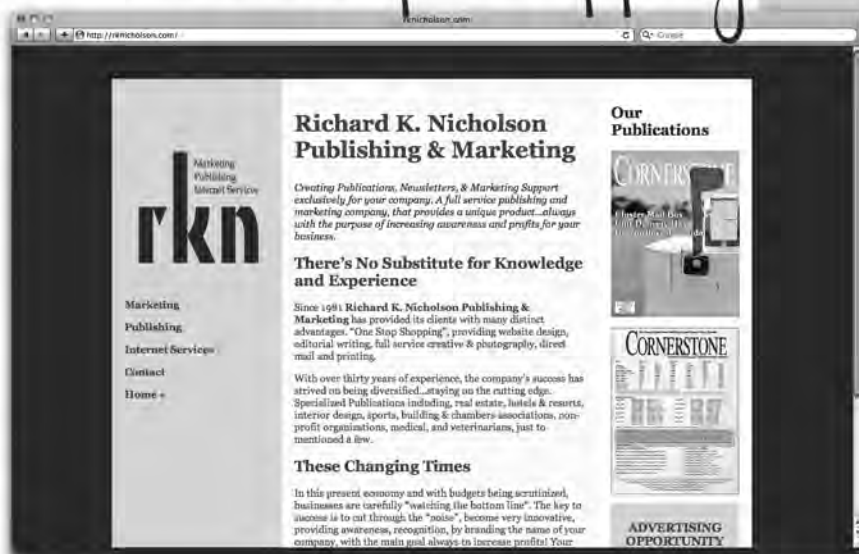 rknicholson.com
http://rknicholson.com/
Google
Marketing
Publishing
Internet Services
rkn
Marketing
Publishing
Internet Services
Contact
Home »
Richard K. Nicholson
Publishing & Marketing
Creating Publications, Newsletters, & Marketing Support
exclusively for your company. A full service publishing and
marketing company, that provides a unique product...always
with the purpose of increasing awareness and profits for your
business.
There's No Substitute for Knowledge
and Experience
Since 1981 Richard K. Nicholson Publishing &
Marketing has provided its clients with many distinct
advantages. "One Stop Shopping", providing website design,
editorial writing, full service creative & photography, direct
mail and printing.
With over thirty years of experience, the company's success has
strived on being diversified...staying on the cutting edge.
Specialized Publications including, real estate, hotels & resorts,
interior design, sports, building & chambers associations, non-
profit organizations, medical, and veterinarians, just to
mentioned a few.
These Changing Times
In this present economy and with budgets being scrutinized,
businesses are carefully "watching the bottom line". The key to
success is to cut through the "noise", become very innovative,
providing awareness, recognition, by branding the name of your
company, with the main goal always to increase profits! Your
Our
Publications
CORNERSTONE
Cluster Mail Box
Unit Deliveries
CORNERSTONE
ADVERTISING
OPPORTUNITY